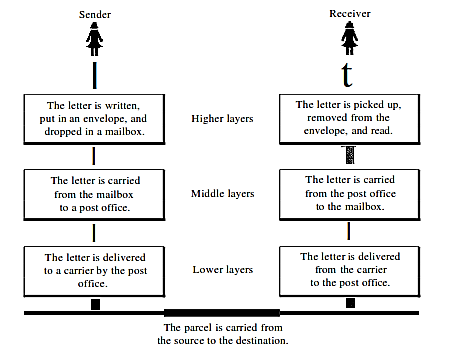 Sender
Receiver
t
The letter is written,
put in an envelope, and
dropped in a mailbox.
Higher layers
The letter is picked up,
removed from the
envelope, and read.
The letter is carried
from the mailbox
to a post office.
Middle layers
The letter is carried
from the post office
to the mailbox.
The letter is delivered
to a carrier by the post
office.
Lower layers
The letter is delivered
from the carrier
to the post office.
The parcel is carried from
the source to the destination.